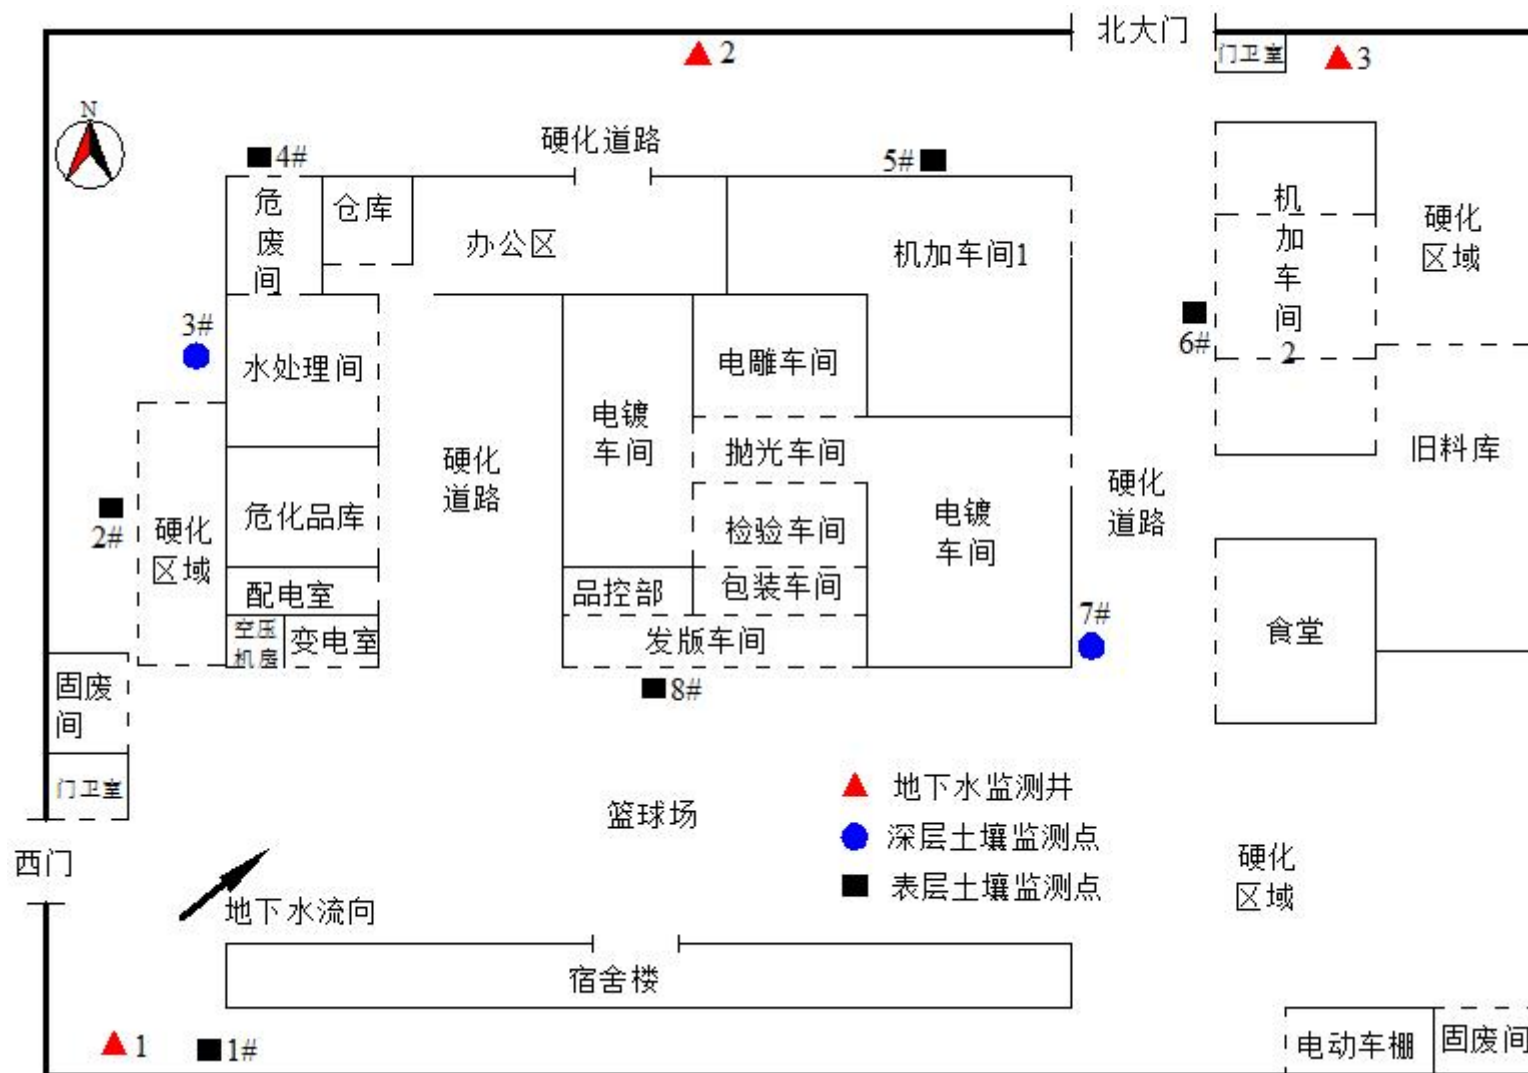 北大门
2
门卫室
3
N
硬化道路
4#
5#
危
废
间
仓库
办公区
机加车间1
机
加
车
间
2
硬化
区域
3#
水处理间
电雕车间
6#
电镀
车间
抛光车间
硬化
道路
旧料库
2#
硬化
区域
危化品库
检验车间
电镀
车间
硬化
道路
配电室
品控部
包装车间
空压
机房
变电室
发版车间
7#
食堂
固废
间
8#
门卫室
地下水监测井
篮球场
深层土壤监测点
西门
硬化
区域
表层土壤监测点
地下水流向
宿舍楼
1
1#
电动车棚
固废间